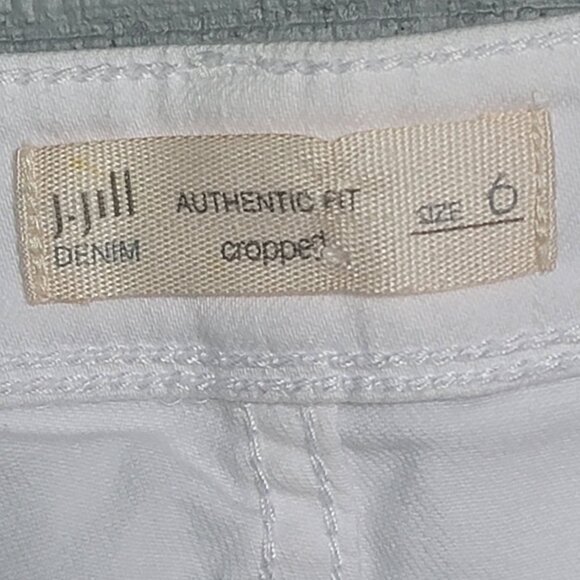 J.Jill
DENIM
AUTHENTIC FIT
cropped
SIZE 6